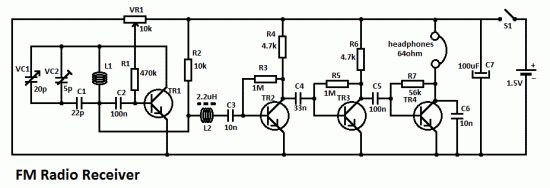 VR1
10k
S1
R4
4.7k
R6
4.7k
headphones
64ohm
VC1
20p
VC2
5p
L1
R1
470k
R2
10k
R3
1M
R5
1M
R7
56k
100uF
C7
1.5V
C1
22p
C2
100n
TR1
2.2uH
L2
C3
10n
TR2
C4
33n
TR3
C5
100n
TR4
C6
10n
FM Radio Receiver